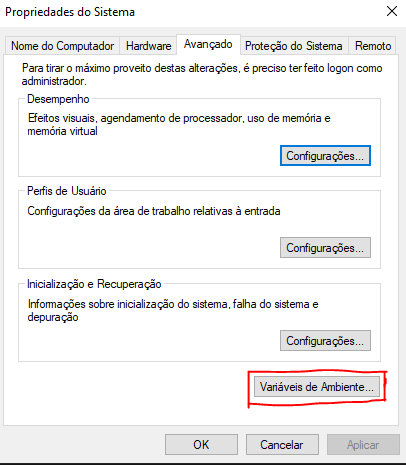 Propriedades do Sistema
Nome do Computador
Hardware
Avançado
Proteção do Sistema
Remoto
Para tirar o máximo proveito destas alterações, é preciso ter feito logon como
administrador.
Desempenho
Efeitos visuais, agendamento de processador, uso de memória e
memória virtual
Configurações...
Perfis de Usuário
Configurações da área de trabalho relativas à entrada
Configurações...
Inicialização e Recuperação
Informações sobre inicialização do sistema, falha do sistema e
depuração
Configurações...
Variáveis de Ambiente...
OK
Cancelar
Aplicar